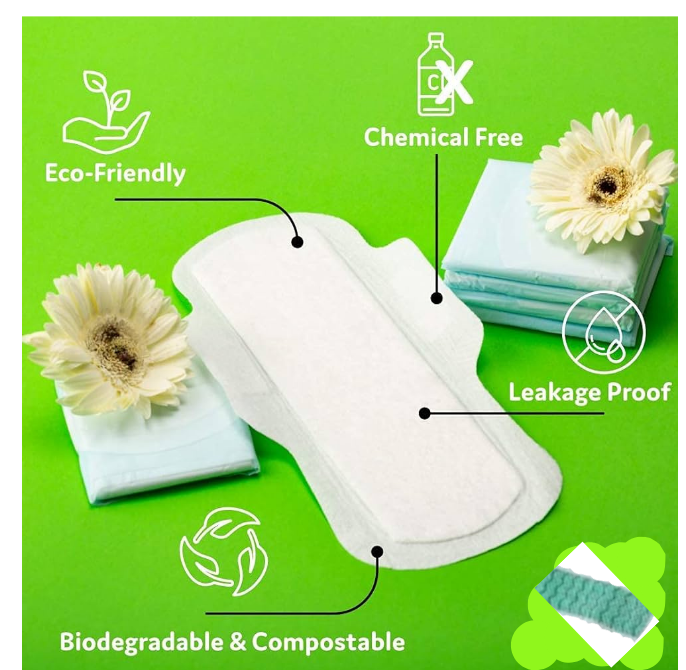 Chemical Free
Eco-Friendly
Leakage Proof
Biodegradable & Compostable